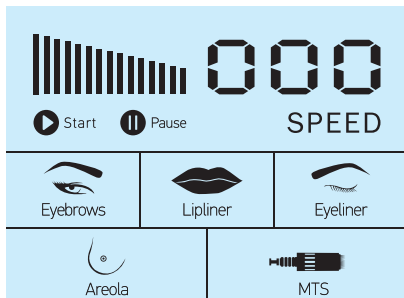 000
Start Pause
SPEED
Eyebrows Lipliner Eyeliner
Areola MTS